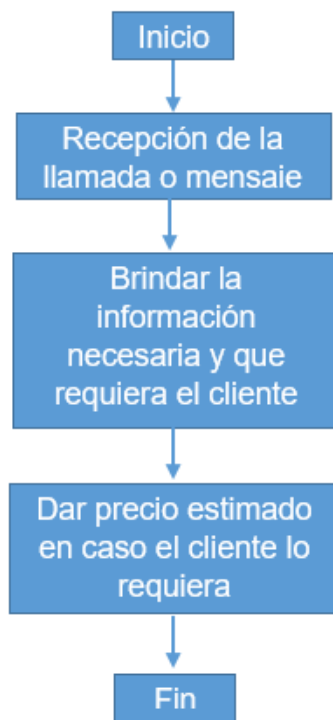 Inicio
Recepción de la
llamada o mensaje
Brindar la
información
necesaria y que
requiera el cliente
Dar precio estimado
en caso el cliente lo
requiera
Fin